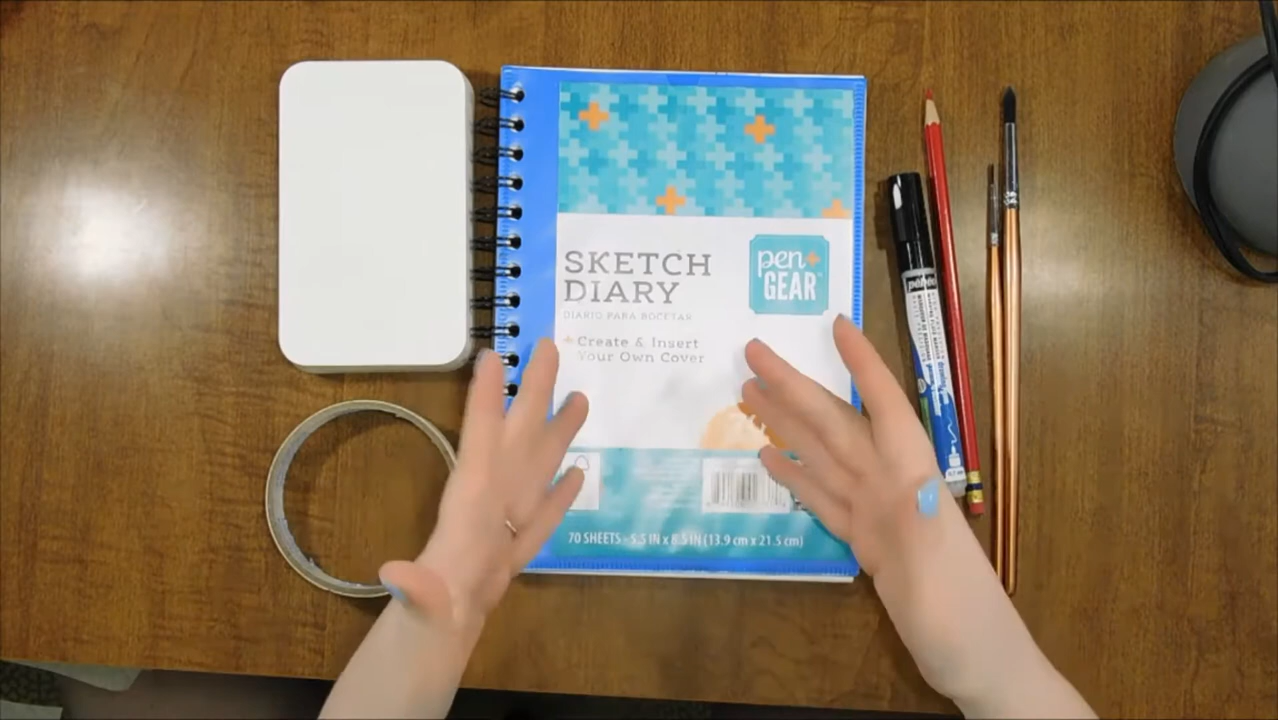 SKETCH
DIARY
DIARIO PARA BOCETAR
Create & Insert
Your Own Cover
pen+
GEAR
70 SHEETS - 5.5 IN x 8.5 IN (13.9 cm x 21.5 cm)
pébéo